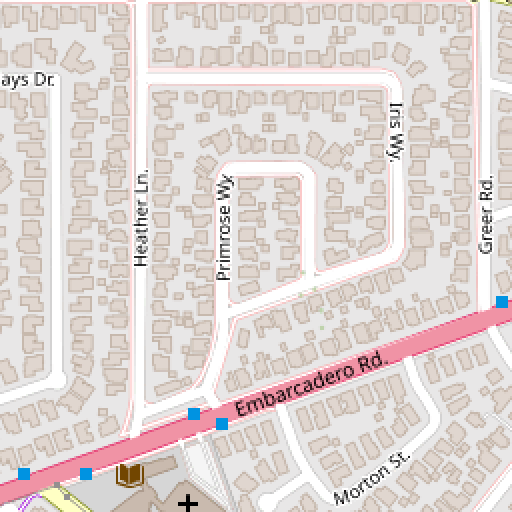 ays Dr.
Iris Wy.
Heather Ln.
Primrose Wy.
Greer Rd.
Embarcadero Rd.
Morton St.